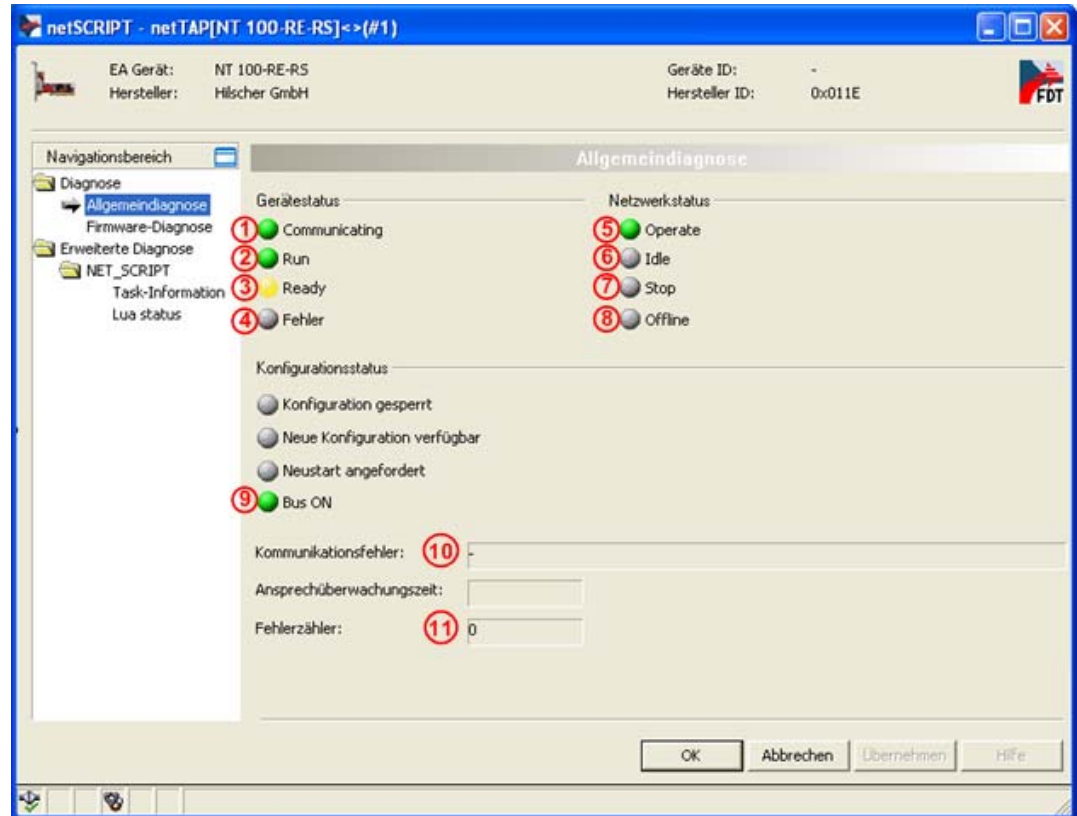 netSCRIPT - netTAP[NT 100-RE-RS]<>(#1)
EA Gerät: NT 100-RE-RS Geräte ID: -
Hersteller: Hilscher GmbH Hersteller ID: 0x011E
FDT
Navigationsbereich
Diagnose
Allgemeindiagnose
Firmware-Diagnose
Erweiterte Diagnose
NET_SCRIPT
Task-Information
Lua status
Allgemeindiagnose
Gerätestatus
1 Communicating
2 Run
3 Ready
4 Fehler
Netzwerkstatus
5 Operate
6 Idle
7 Stop
8 Offline
Konfigurationsstatus
Konfiguration gesperrt
Neue Konfiguration verfügbar
Neustart angefordert
9 Bus ON
Kommunikationsfehler: 10 -
Ansprechüberwachungszeit:
Fehlerzähler: 11 0
OK Abbrechen Übernehmen Hilfe